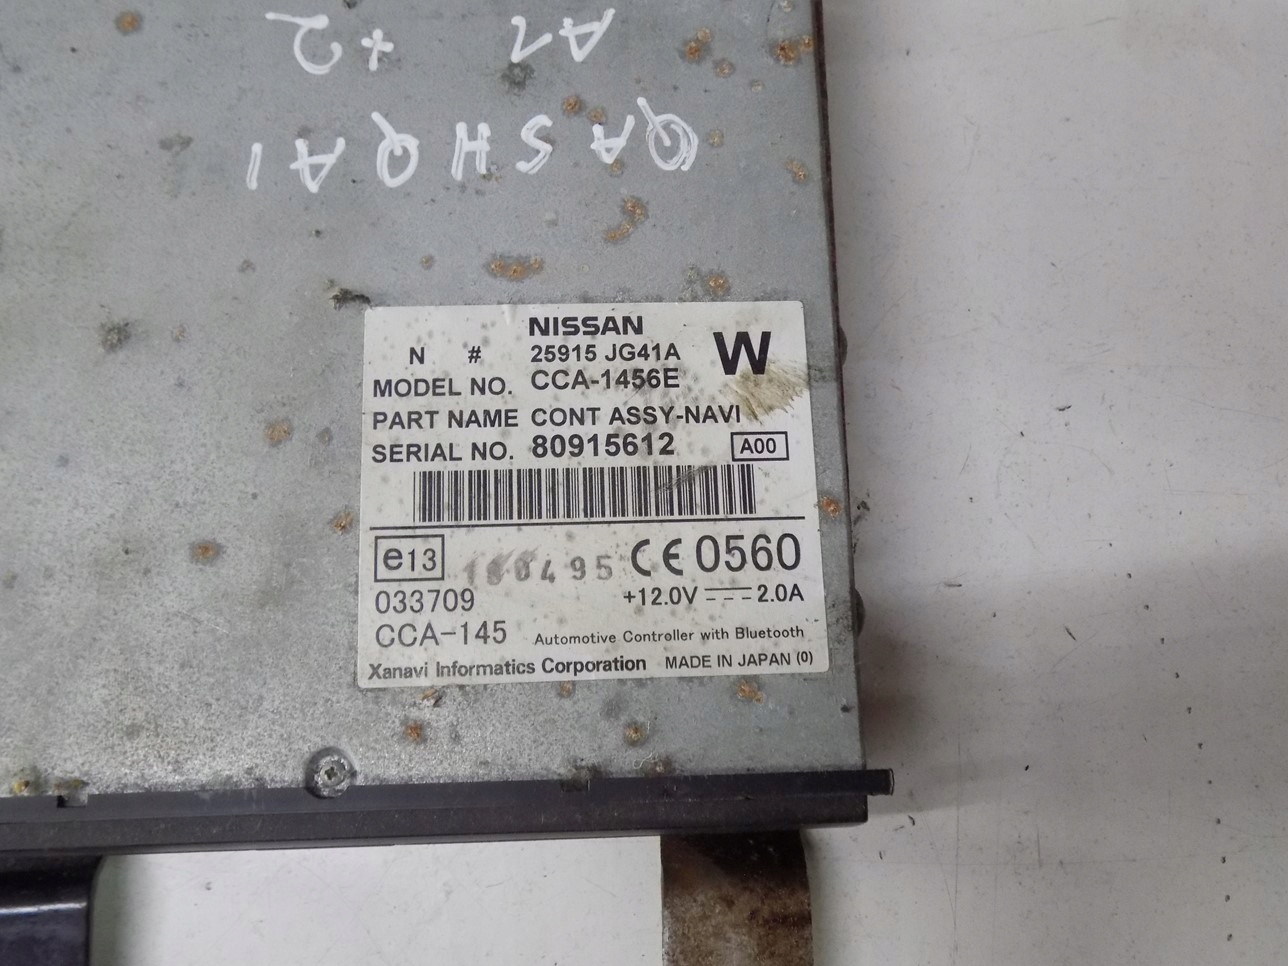 QASHQAI
A1 +2
NISSAN
N # 25915 JG41A W
MODEL NO. CCA-1456E
PART NAME CONT ASSY-NAVI
SERIAL NO. 80915612 A00
e13 CE0560
033709 +12.0V 2.0A
CCA-145 Automotive Controller with Bluetooth
Xanavi Informatics Corporation MADE IN JAPAN (0)